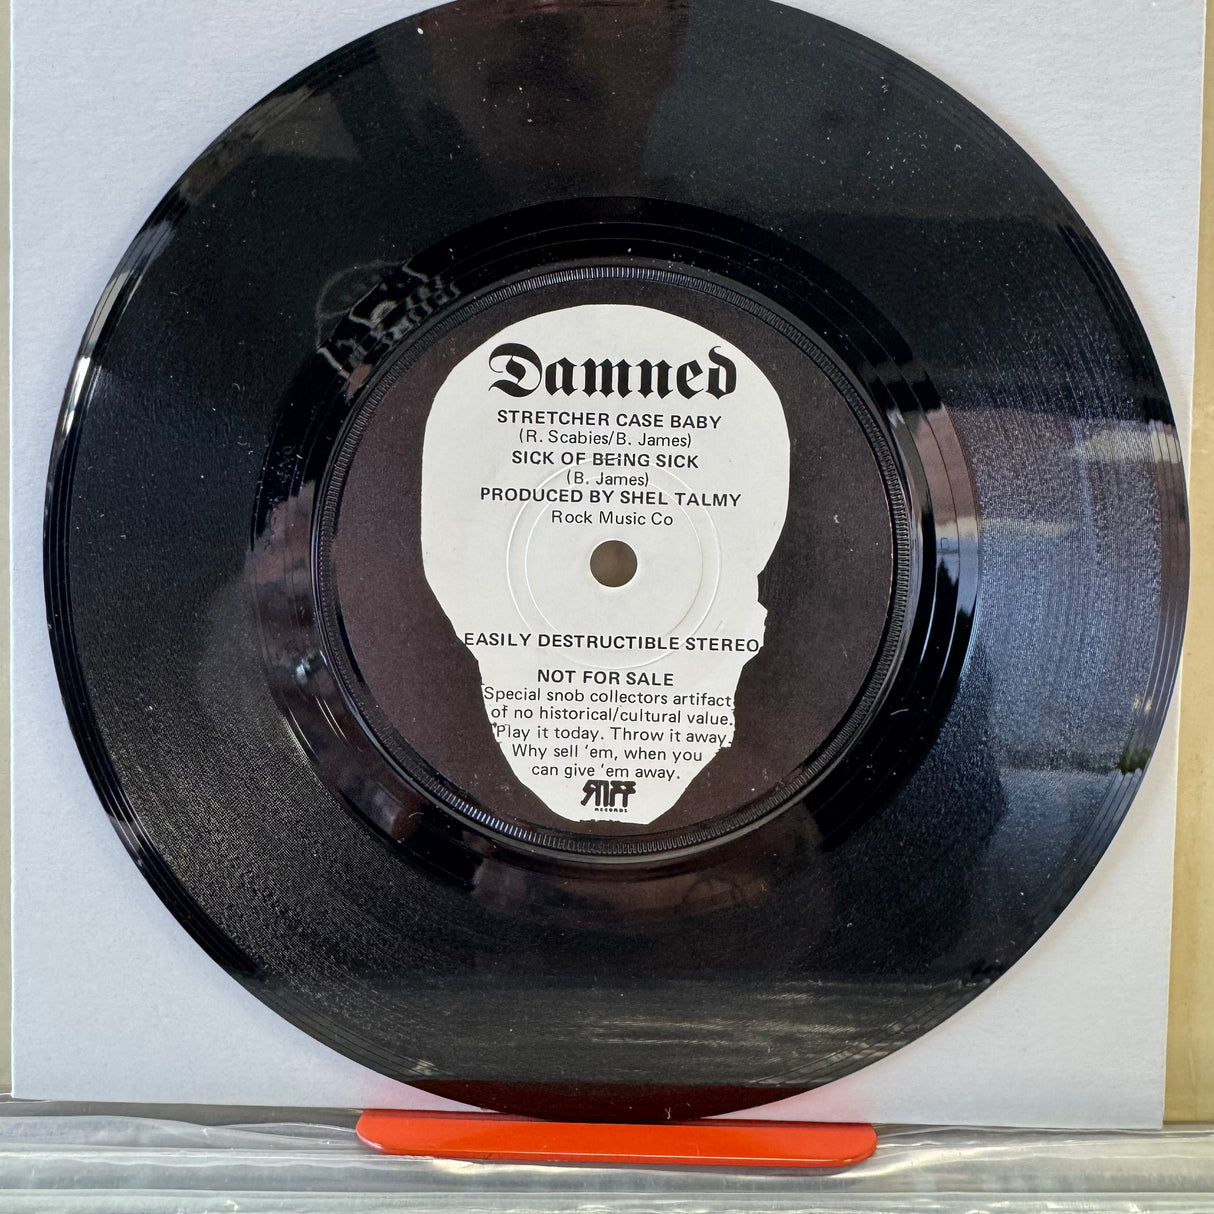 Damned
STRETCHER CASE BABY
(R. Scabies/B. James)
SICK OF BEING SICK
(B. James)
PRODUCED BY SHEL TALMY
Rock Music Co
EASILY DESTRUCTIBLE STEREO
NOT FOR SALE
Special snob collectors artifact
of no historical/cultural value.
Play it today. Throw it away.
Why sell 'em, when you
can give 'em away.
STIFF
RECORDS